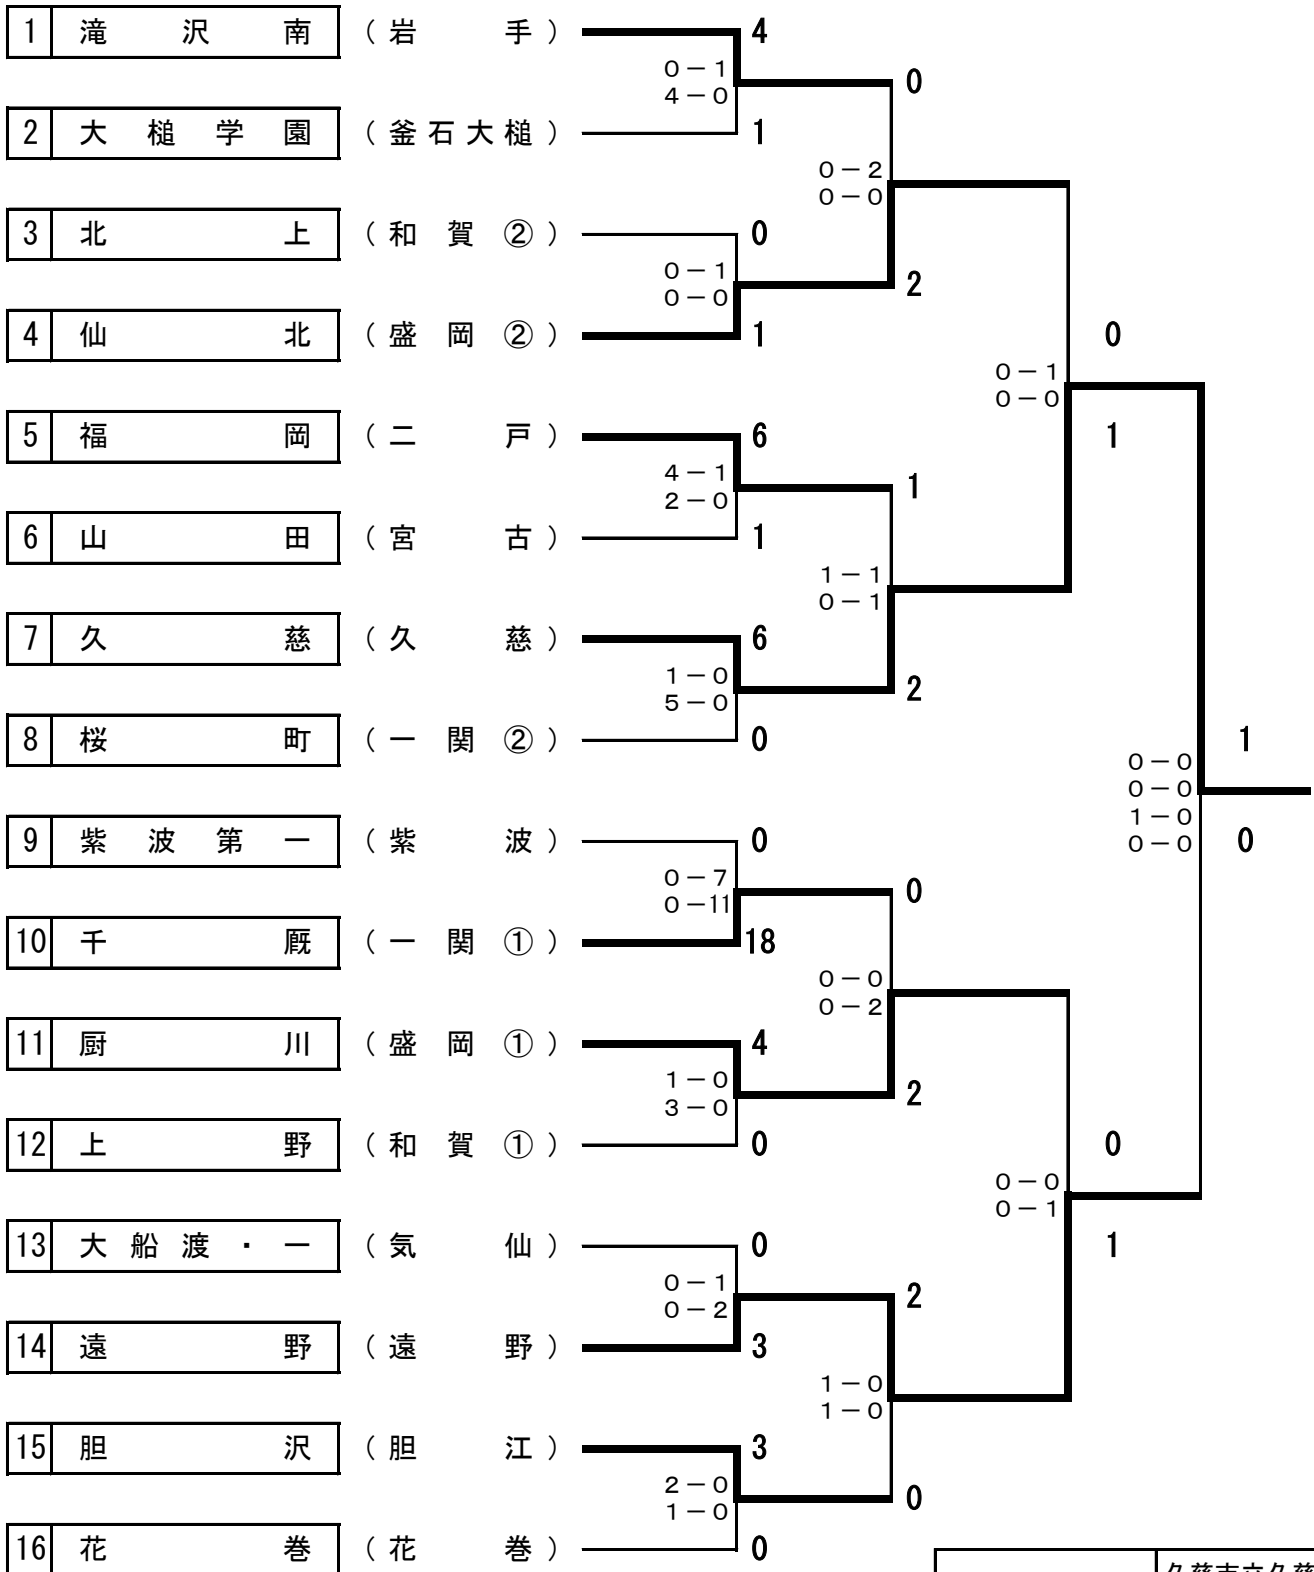 1 滝沢南 (岩手) 4
0－1
4－0
0
2 大槌学園 (釜石大槌) 1
0－2
0－0
3 北上 (和賀②) 0
0－1
0－0
2
4 仙北 (盛岡②) 1
0
0－1
0－0
5 福岡 (二戸) 6
1
4－1
2－0
1
6 山田 (宮古) 1
1－1
0－1
7 久慈 (久慈) 6
1－0
5－0
2
8 桜町 (一関②) 0
1
0－0
0－0
1－0
0－0
9 紫波第一 (紫波) 0
0
0－7
0－11
0
10 千厩 (一関①) 18
0－0
0－2
11 厨川 (盛岡①) 4
1－0
3－0
2
12 上野 (和賀①) 0
0
0－0
0－1
13 大船渡・一 (気仙) 0
1
0－1
0－2
2
14 遠野 (遠野) 3
1－0
1－0
15 胆沢 (胆江) 3
2－0
1－0
0
16 花巻 (花巻) 0